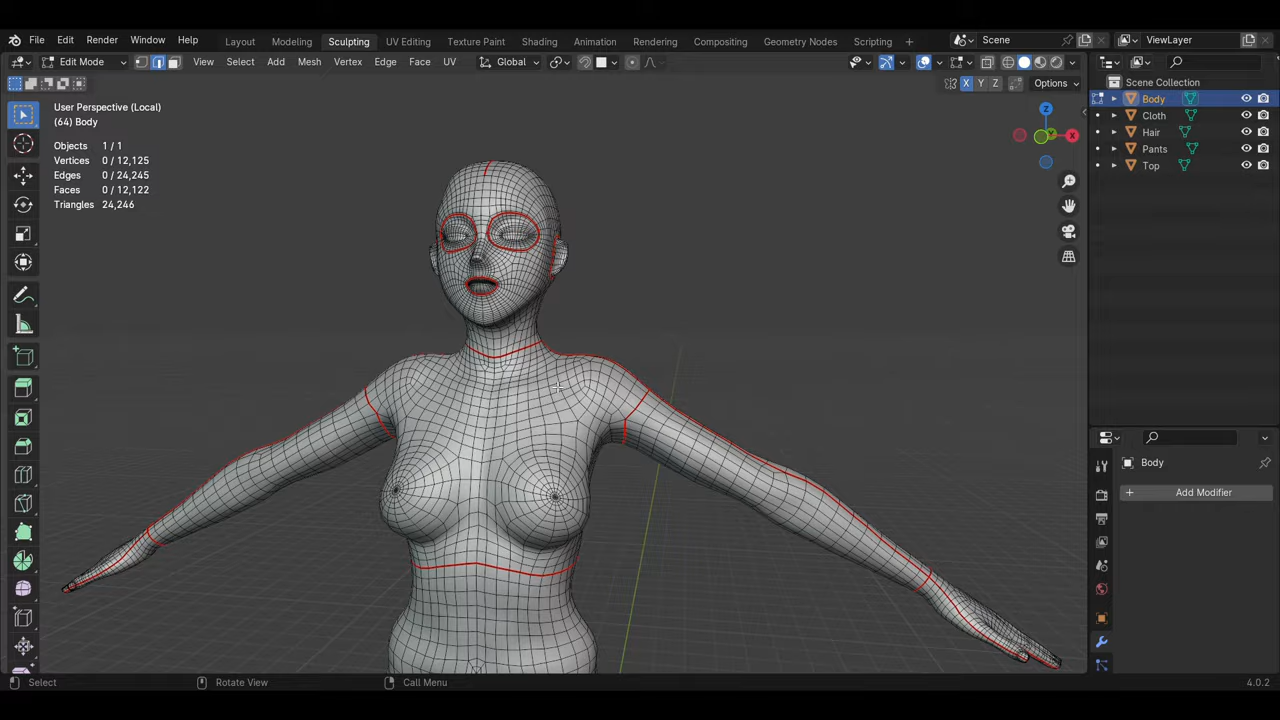 File Edit Render Window Help Layout Modeling Sculpting UV Editing Texture Paint Shading Animation Rendering Compositing Geometry Nodes Scripting + Scene ViewLayer
Edit Mode View Select Add Mesh Vertex Edge Face UV Global
X Y Z Options
User Perspective (Local)
(64) Body
Objects 1 / 1
Vertices 0 / 12,125
Edges 0 / 24,245
Faces 0 / 12,122
Triangles 24,246
Z
Y
X
Scene Collection
Body
Cloth
Hair
Pants
Top
Body
+ Add Modifier
Select Rotate View Call Menu 4.0.2